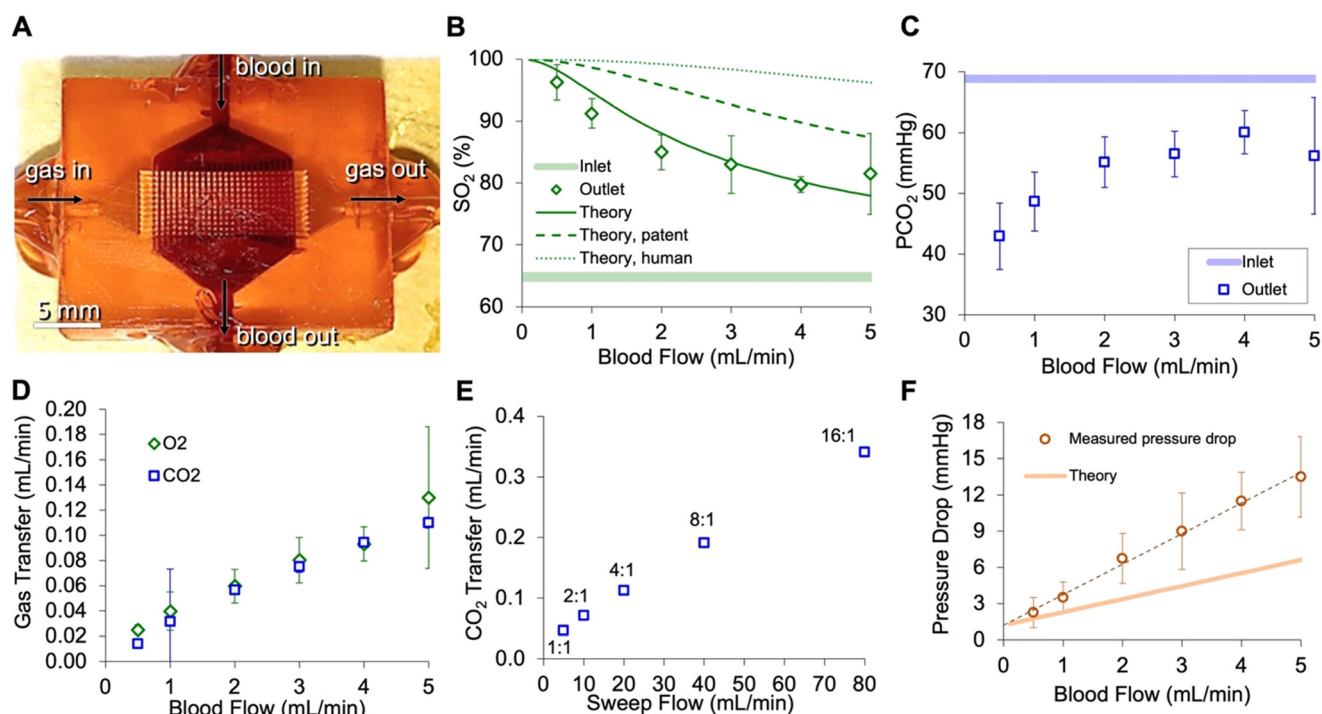 A
blood in
gas in
gas out
5 mm
blood out
B
SO2 (%)
100
90
80
70
60
Inlet
Outlet
Theory
Theory, patent
Theory, human
0 1 2 3 4 5
Blood Flow (mL/min)
C
PCO2 (mmHg)
70
60
50
40
30
Inlet
Outlet
0 1 2 3 4 5
Blood Flow (mL/min)
D
Gas Transfer (mL/min)
0.20
0.18
0.16
0.14
0.12
0.10
0.08
0.06
0.04
0.02
0.00
O2
CO2
0 1 2 3 4 5
Blood Flow (mL/min)
E
CO2 Transfer (mL/min)
0.4
0.3
0.2
0.1
0.0
16:1
8:1
4:1
2:1
1:1
0 10 20 30 40 50 60 70 80
Sweep Flow (mL/min)
F
Pressure Drop (mmHg)
18
15
12
9
6
3
0
Measured pressure drop
Theory
0 1 2 3 4 5
Blood Flow (mL/min)